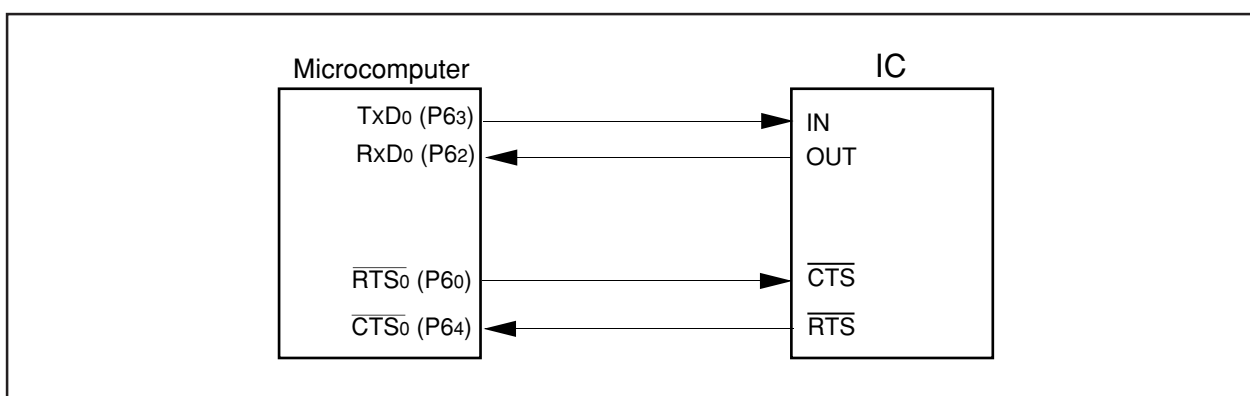 Microcomputer
IC
TxD0 (P63)
IN
RxD0 (P62)
OUT
RTS0 (P60)
CTS
CTS0 (P64)
RTS